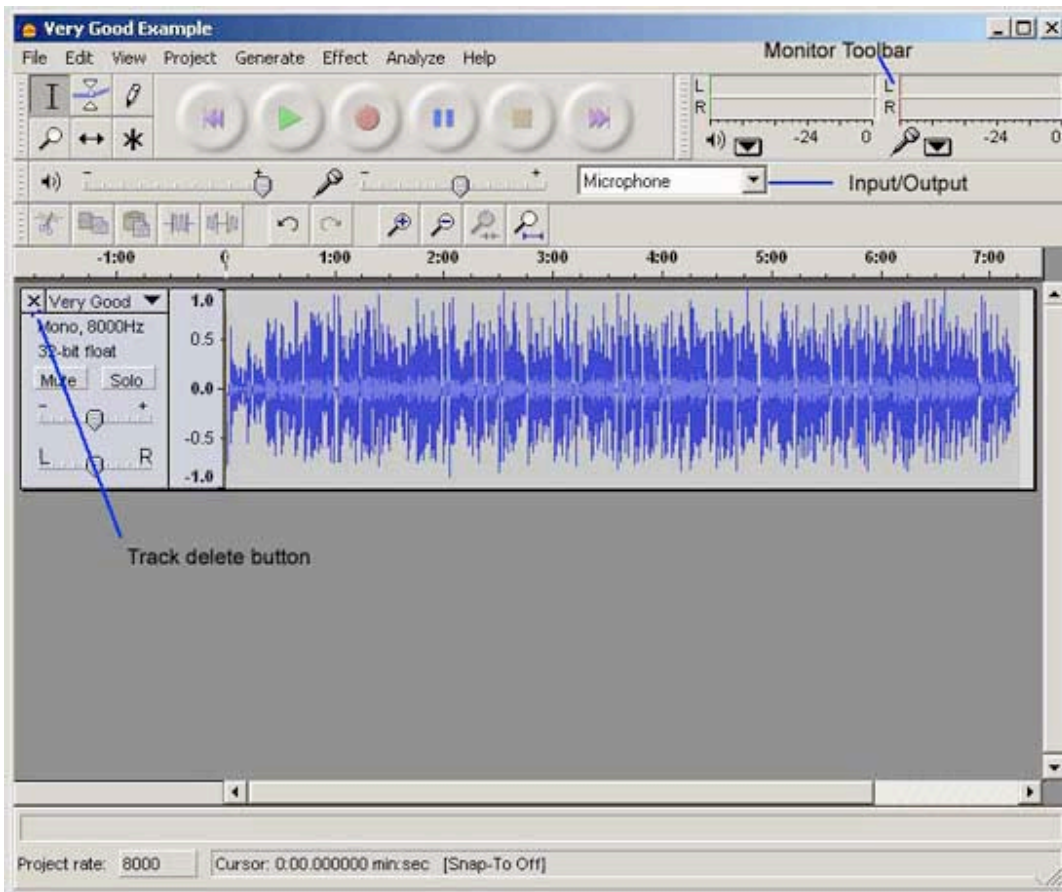 Very Good Example
File Edit View Project Generate Effect Analyze Help
Monitor Toolbar
L
R
-24 0
L
R
-24 0
- +
- +
Microphone
Input/Output
-1:00 0 1:00 2:00 3:00 4:00 5:00 6:00 7:00
X Very Good
Mono, 8000Hz
32-bit float
Mute Solo
- +
L R
1.0
0.5
0.0
-0.5
-1.0
Track delete button
Project rate: 8000 Cursor: 0:00.000000 min:sec [Snap-To Off]